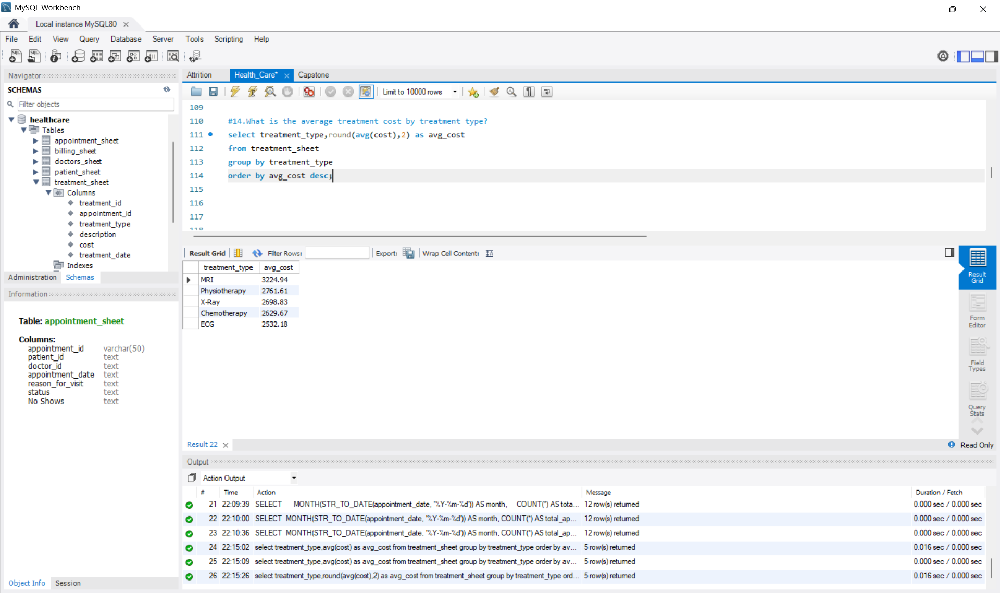 MySQL Workbench
Local instance MySQL80
File Edit View Query Database Server Tools Scripting Help
Navigator
SCHEMAS
Filter objects
healthcare
Tables
appointment_sheet
billing_sheet
doctors_sheet
patient_sheet
treatment_sheet
Columns
treatment_id
appointment_id
treatment_type
description
cost
treatment_date
Indexes
Administration Schemas
Information
Table: appointment_sheet
Columns:
appointment_id varchar(50)
patient_id text
doctor_id text
appointment_date text
reason_for_visit text
status text
No Shows text
Object Info Session
Attrition Health_Care* Capstone
Limit to 10000 rows
109
110 #14.What is the average treatment cost by treatment type?
111 select treatment_type,round(avg(cost),2) as avg_cost
112 from treatment_sheet
113 group by treatment_type
114 order by avg_cost desc;
115
116
117
118
Result Grid Filter Rows: Export: Wrap Cell Content:
treatment_type avg_cost
MRI 3224.94
Physiotherapy 2761.61
X-Ray 2698.83
Chemotherapy 2629.67
ECG 2532.18
Result Grid
Form Editor
Field Types
Query Stats
Result 22 Read Only
Output
Action Output
# Time Action Message Duration / Fetch
21 22:09:39 SELECT MONTH(STR_TO_DATE(appointment_date, '%Y-%m-%d')) AS month, COUNT(*) AS tota... 12 row(s) returned 0.000 sec / 0.000 sec
22 22:10:00 SELECT MONTH(STR_TO_DATE(appointment_date, '%Y-%m-%d')) AS month, COUNT(*) AS total_ap... 12 row(s) returned 0.000 sec / 0.000 sec
23 22:10:36 SELECT MONTH(STR_TO_DATE(appointment_date, '%Y-%m-%d')) AS month, COUNT(*) AS total_ap... 12 row(s) returned 0.000 sec / 0.000 sec
24 22:15:02 select treatment_type,avg(cost) as avg_cost from treatment_sheet group by treatment_type order by av... 5 row(s) returned 0.016 sec / 0.000 sec
25 22:15:09 select treatment_type,avg(cost) as avg_cost from treatment_sheet group by treatment_type order by av... 5 row(s) returned 0.000 sec / 0.000 sec
26 22:15:26 select treatment_type,round(avg(cost),2) as avg_cost from treatment_sheet group by treatment_type ord... 5 row(s) returned 0.016 sec / 0.000 sec